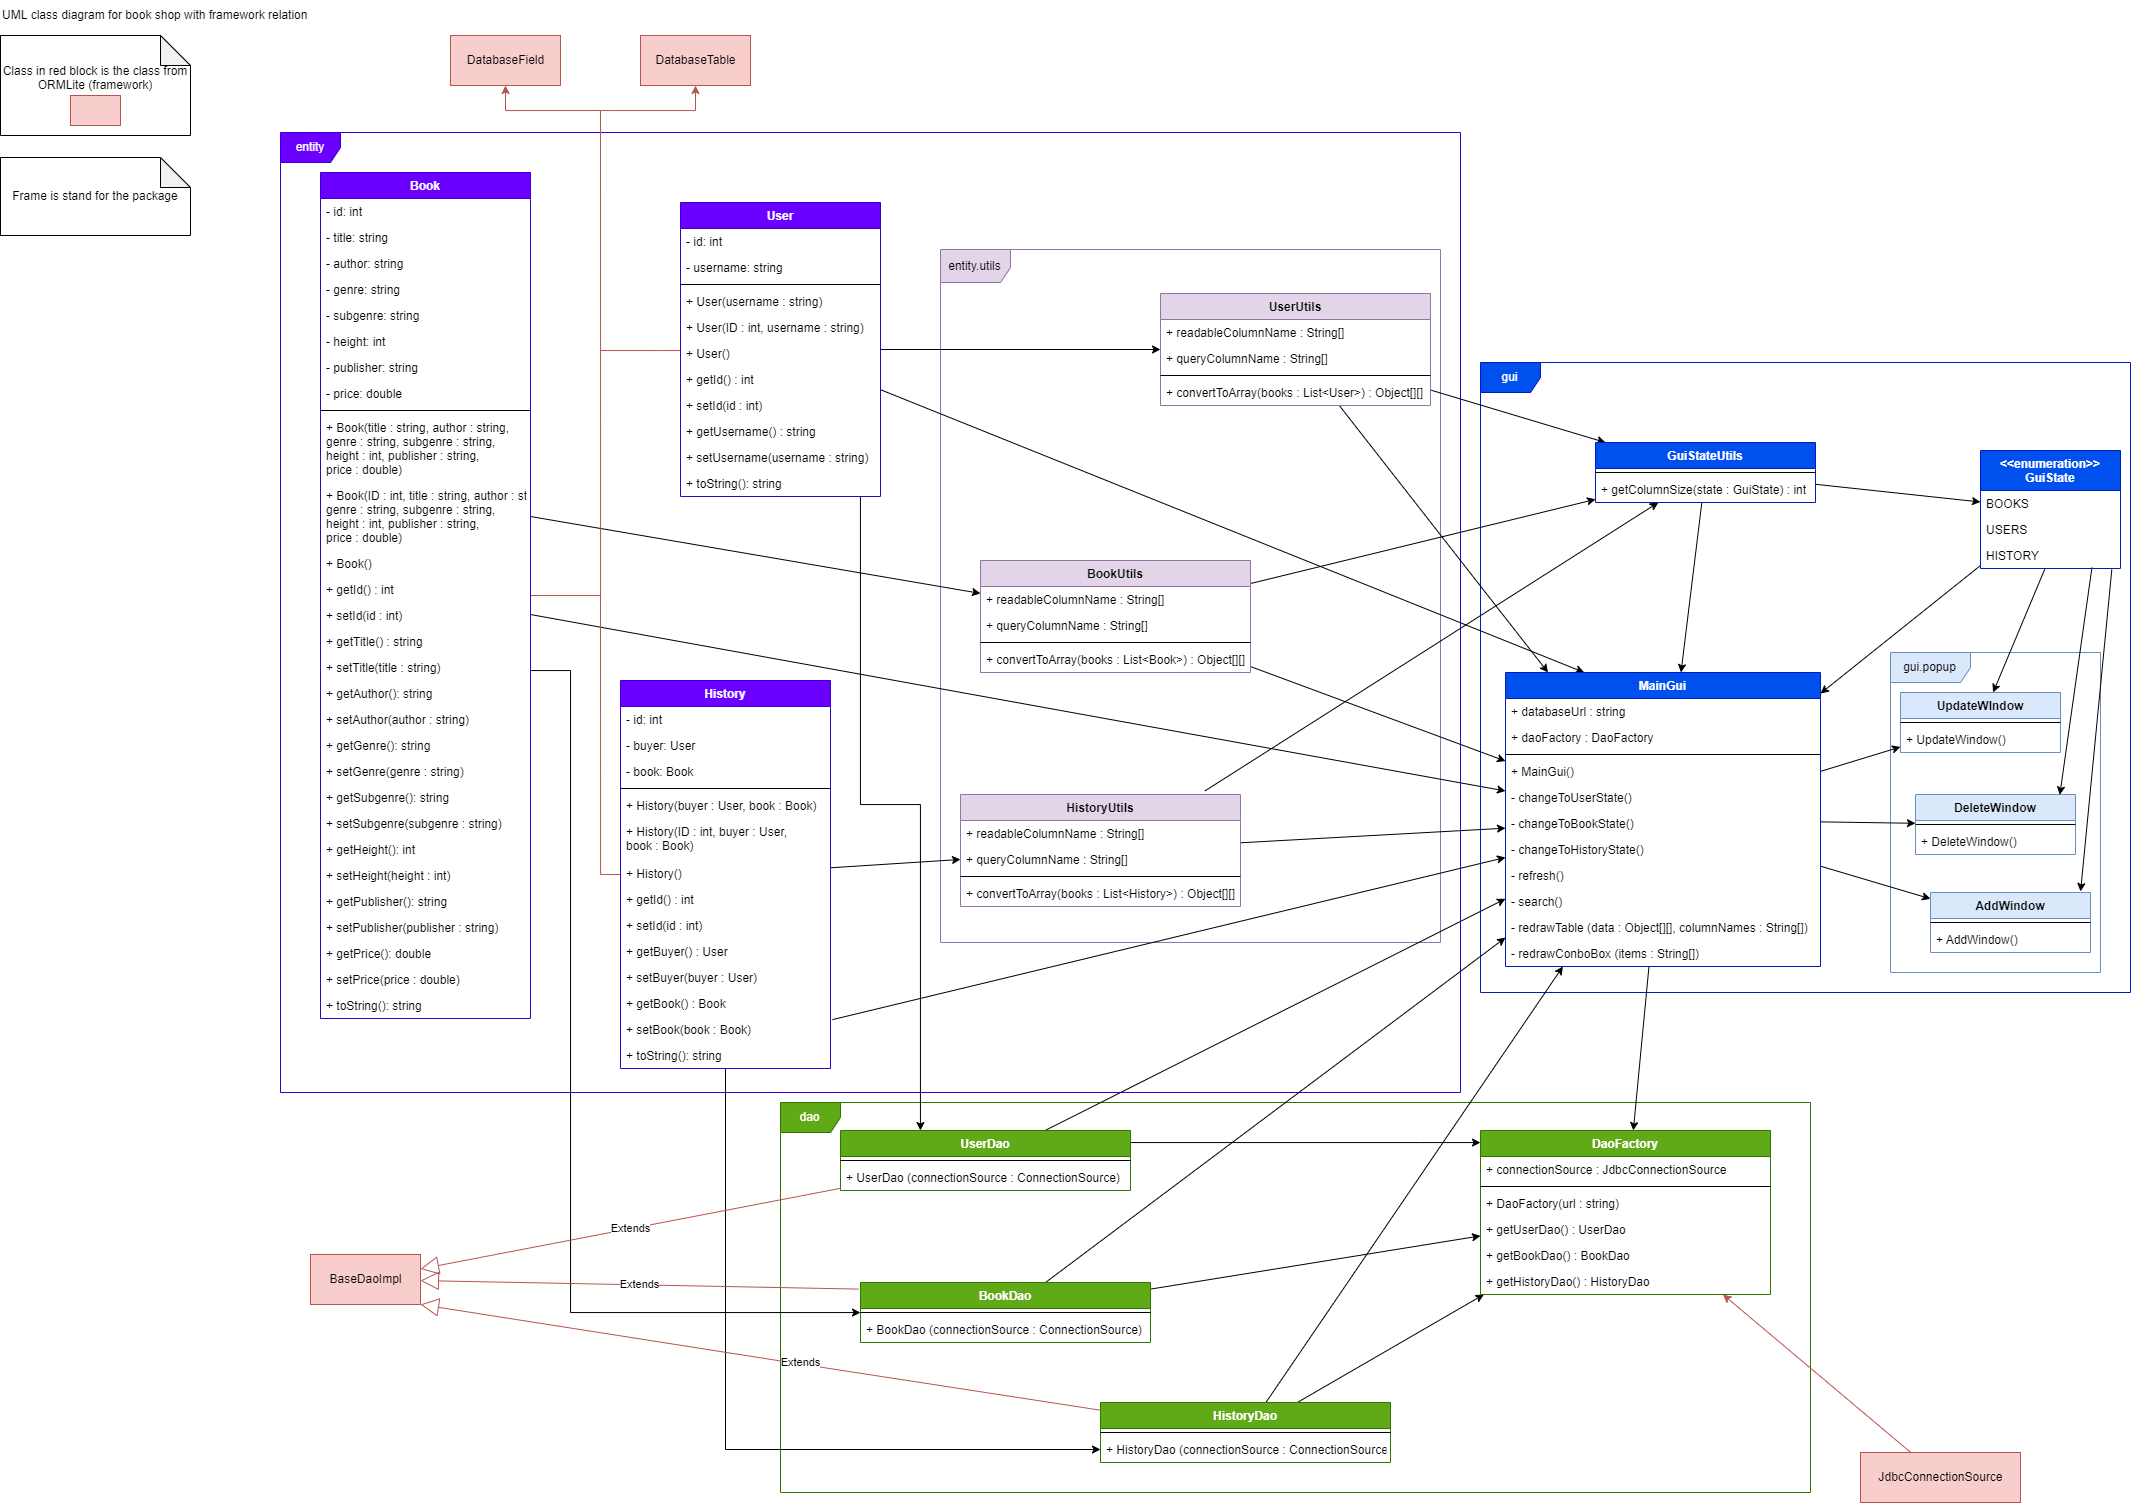 UML class diagram for book shop with framework relation
Class in red block is the class from
ORMLite (framework)
Frame is stand for the package
DatabaseField
DatabaseTable
entity
Book
- id: int
- title: string
- author: string
- genre: string
- subgenre: string
- height: int
- publisher: string
- price: double
+ Book(title : string, author : string,
genre : string, subgenre : string,
height : int, publisher : string,
price : double)
+ Book(ID : int, title : string, author : st
genre : string, subgenre : string,
height : int, publisher : string,
price : double)
+ Book()
+ getId() : int
+ setId(id : int)
+ getTitle() : string
+ setTitle(title : string)
+ getAuthor(): string
+ setAuthor(author : string)
+ getGenre(): string
+ setGenre(genre : string)
+ getSubgenre(): string
+ setSubgenre(subgenre : string)
+ getHeight(): int
+ setHeight(height : int)
+ getPublisher(): string
+ setPublisher(publisher : string)
+ getPrice(): double
+ setPrice(price : double)
+ toString(): string
User
- id: int
- username: string
+ User(username : string)
+ User(ID : int, username : string)
+ User()
+ getId() : int
+ setId(id : int)
+ getUsername() : string
+ setUsername(username : string)
+ toString(): string
History
- id: int
- buyer: User
- book: Book
+ History(buyer : User, book : Book)
+ History(ID : int, buyer : User,
book : Book)
+ History()
+ getId() : int
+ setId(id : int)
+ getBuyer() : User
+ setBuyer(buyer : User)
+ getBook() : Book
+ setBook(book : Book)
+ toString(): string
entity.utils
UserUtils
+ readableColumnName : String[]
+ queryColumnName : String[]
+ convertToArray(books : List<User>) : Object[][]
BookUtils
+ readableColumnName : String[]
+ queryColumnName : String[]
+ convertToArray(books : List<Book>) : Object[][]
HistoryUtils
+ readableColumnName : String[]
+ queryColumnName : String[]
+ convertToArray(books : List<History>) : Object[][]
gui
GuiStateUtils
+ getColumnSize(state : GuiState) : int
<<enumeration>>
GuiState
BOOKS
USERS
HISTORY
MainGui
+ databaseUrl : string
+ daoFactory : DaoFactory
+ MainGui()
- changeToUserState()
- changeToBookState()
- changeToHistoryState()
- refresh()
- search()
- redrawTable (data : Object[][], columnNames : String[])
- redrawConboBox (items : String[])
gui.popup
UpdateWIndow
+ UpdateWindow()
DeleteWindow
+ DeleteWindow()
AddWindow
+ AddWindow()
dao
UserDao
+ UserDao (connectionSource : ConnectionSource)
DaoFactory
+ connectionSource : JdbcConnectionSource
+ DaoFactory(url : string)
+ getUserDao() : UserDao
+ getBookDao() : BookDao
+ getHistoryDao() : HistoryDao
Extends
BaseDaoImpl
Extends
BookDao
+ BookDao (connectionSource : ConnectionSource)
Extends
HistoryDao
+ HistoryDao (connectionSource : ConnectionSource
JdbcConnectionSource